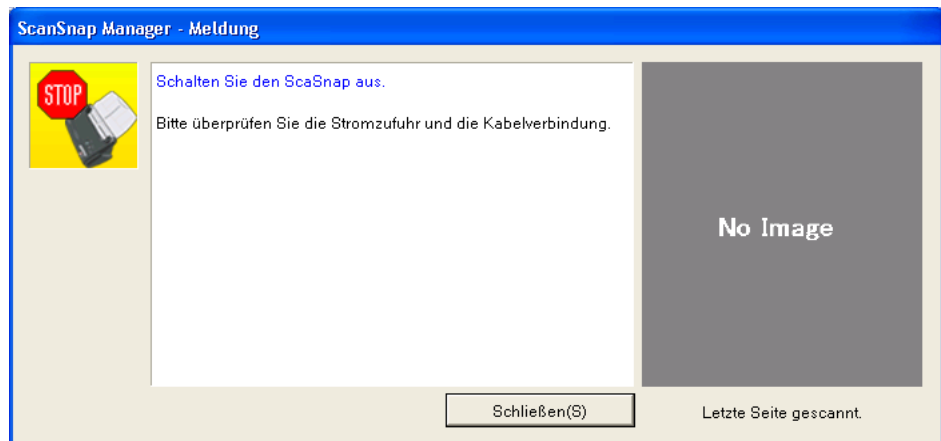 ScanSnap Manager - Meldung
STOP
Schalten Sie den ScaSnap aus.
Bitte überprüfen Sie die Stromzufuhr und die Kabelverbindung.
No Image
Schließen(S)
Letzte Seite gescannt.